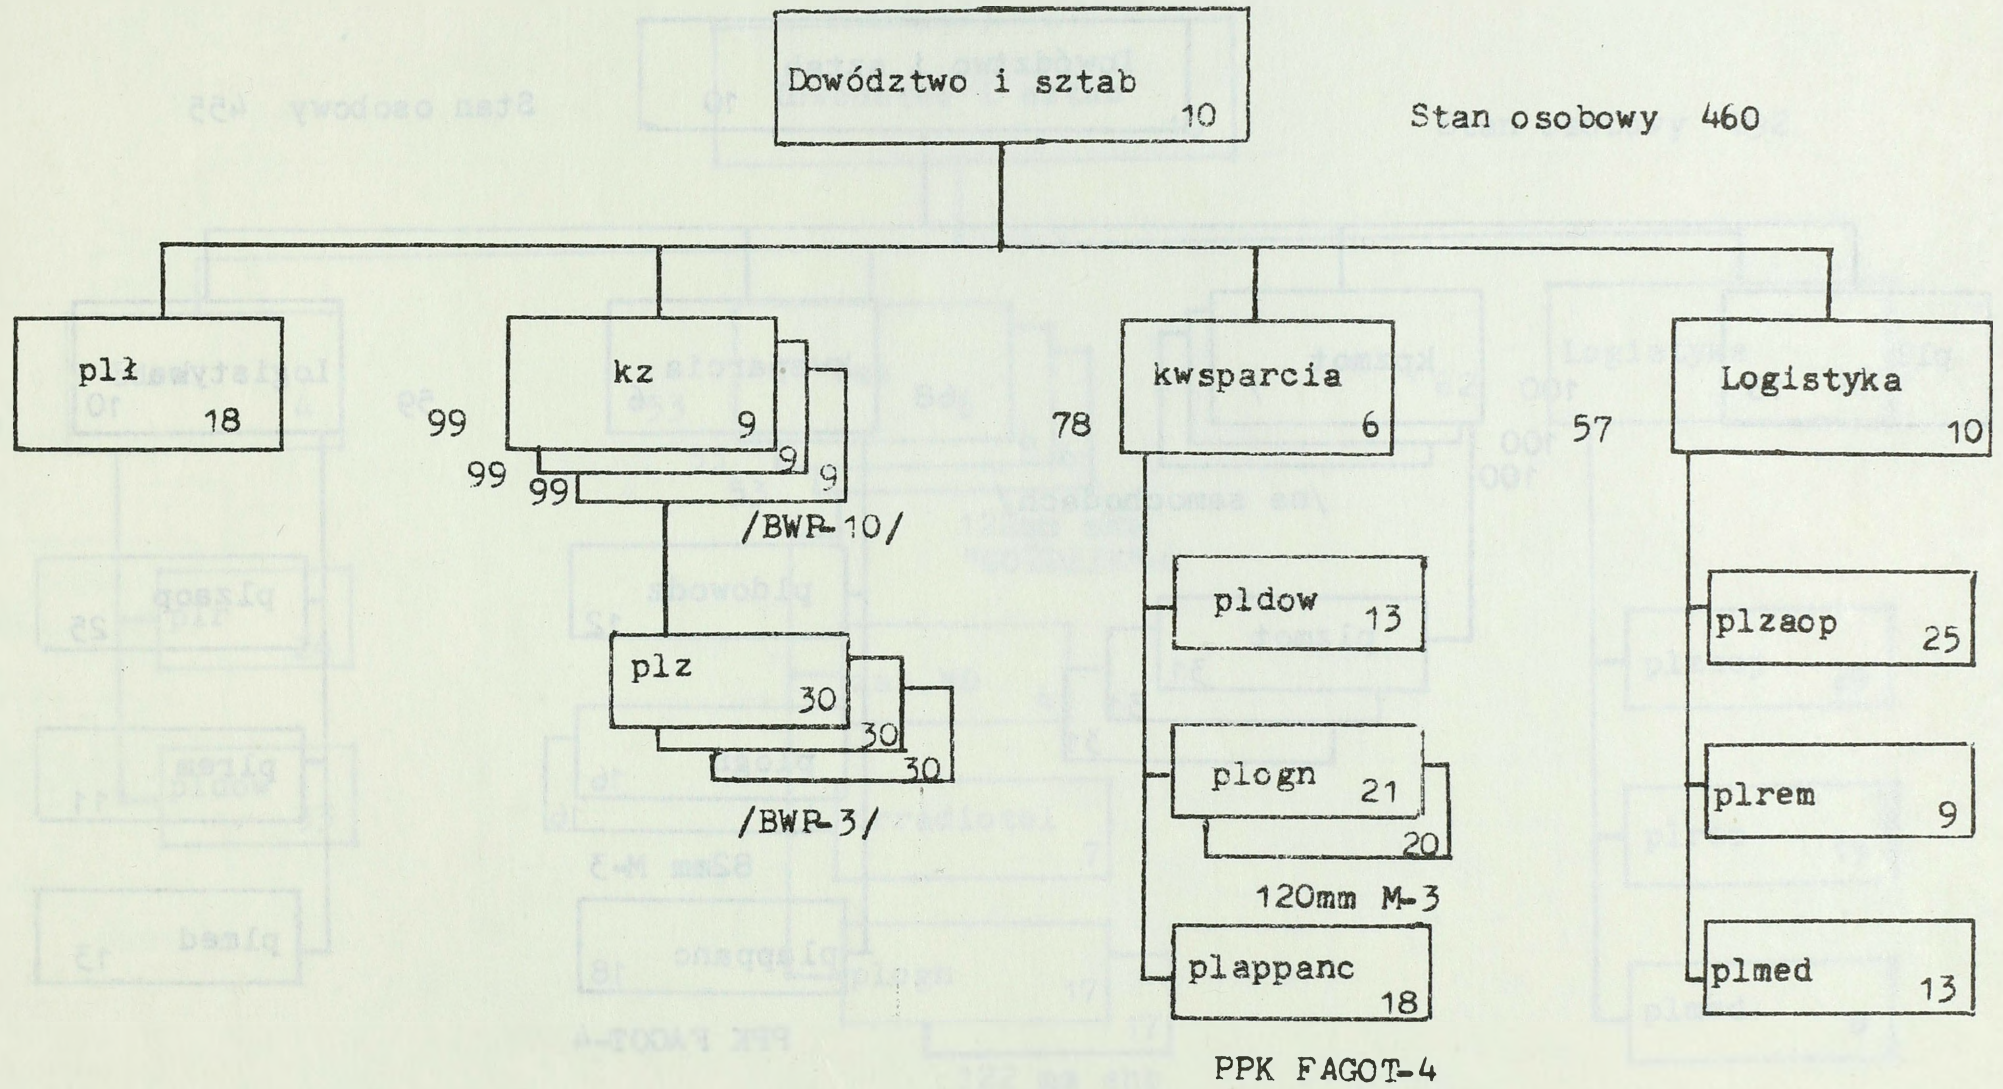 Dowództwo i sztab
10
Stan osobowy 460
plł
18
99
kz
9
99
9
99
9
/BWP-10/
plz
30
30
30
/BWP-3/
78
kwsparcia
6
pldow
13
plogn
21
20
120mm M-3
plappanc
18
PPK FAGOT-4
57
Logistyka
10
plzaop
25
plrem
9
plmed
13